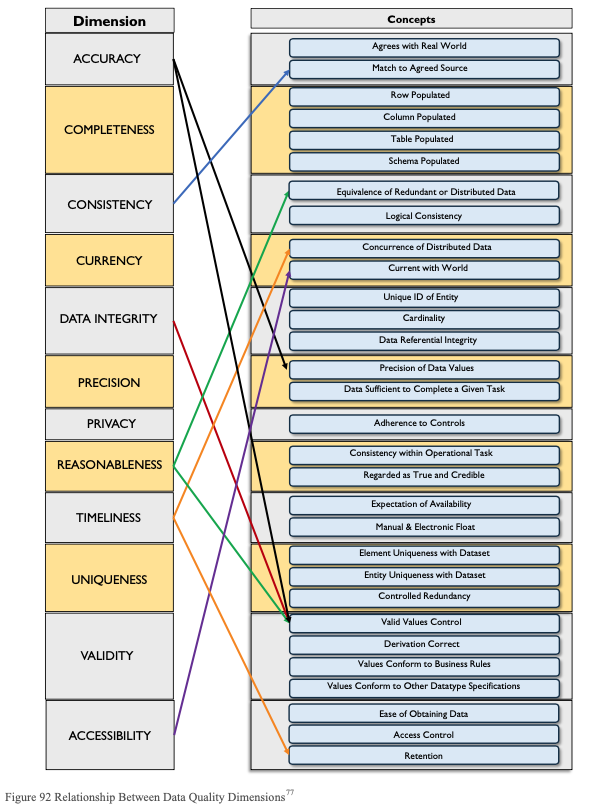 Dimension
Concepts
ACCURACY
Agrees with Real World
Match to Agreed Source
COMPLETENESS
Row Populated
Column Populated
Table Populated
Schema Populated
CONSISTENCY
Equivalence of Redundant or Distributed Data
Logical Consistency
CURRENCY
Concurrence of Distributed Data
Current with World
DATA INTEGRITY
Unique ID of Entity
Cardinality
Data Referential Integrity
PRECISION
Precision of Data Values
Data Sufficient to Complete a Given Task
PRIVACY
Adherence to Controls
REASONABLENESS
Consistency within Operational Task
Regarded as True and Credible
TIMELINESS
Expectation of Availability
Manual & Electronic Float
UNIQUENESS
Element Uniqueness with Dataset
Entity Uniqueness with Dataset
Controlled Redundancy
VALIDITY
Valid Values Control
Derivation Correct
Values Conform to Business Rules
Values Conform to Other Datatype Specifications
ACCESSIBILITY
Ease of Obtaining Data
Access Control
Retention
Figure 92 Relationship Between Data Quality Dimensions77